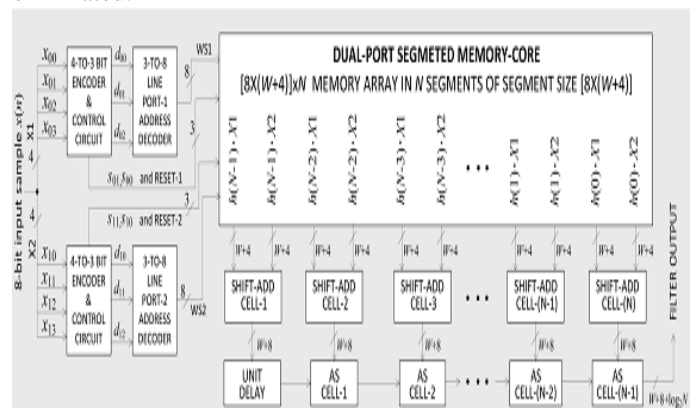 DUAL-PORT SEGMETED MEMORY-CORE
[8X(W+4)]xN MEMORY ARRAY IN N SEGMENTS OF SEGMENT SIZE [8X(W+4)]
8-bit input sample x(n)
X1
4
4
X2
X00
X01
X02
X03
4-TO-3 BIT
ENCODER
&
CONTROL
CIRCUIT
d00
d01
d02
3-TO-8
LINE
PORT-1
ADDRESS
DECODER
WS1
8
3
S01,S00 and RESET-1
S11,S10 and RESET-2
3
X10
X11
X12
X13
4-TO-3 BIT
ENCODER
&
CONTROL
CIRCUIT
d10
d11
d12
3-TO-8
LINE
PORT-2
ADDRESS
DECODER
8
WS2
h(N−1)·X1
h(N−1)·X2
h(N−2)·X1
h(N−2)·X2
h(N−3)·X1
h(N−3)·X2
• • •
h(1)·X1
h(1)·X2
h(0)·X1
h(0)·X2
W+4 W+4 W+4 W+4 W+4 W+4 W+4 W+4 W+4 W+4
SHIFT-ADD
CELL-1
SHIFT-ADD
CELL-2
SHIFT-ADD
CELL-3
• • •
SHIFT-ADD
CELL-(N-1)
SHIFT-ADD
CELL-(N)
W+8 W+8 W+8 W+8 W+8
UNIT
DELAY
AS
CELL-1
AS
CELL-2
• • •
AS
CELL-(N-2)
AS
CELL-(N-1)
W+8+log2N
FILTER OUTPUT